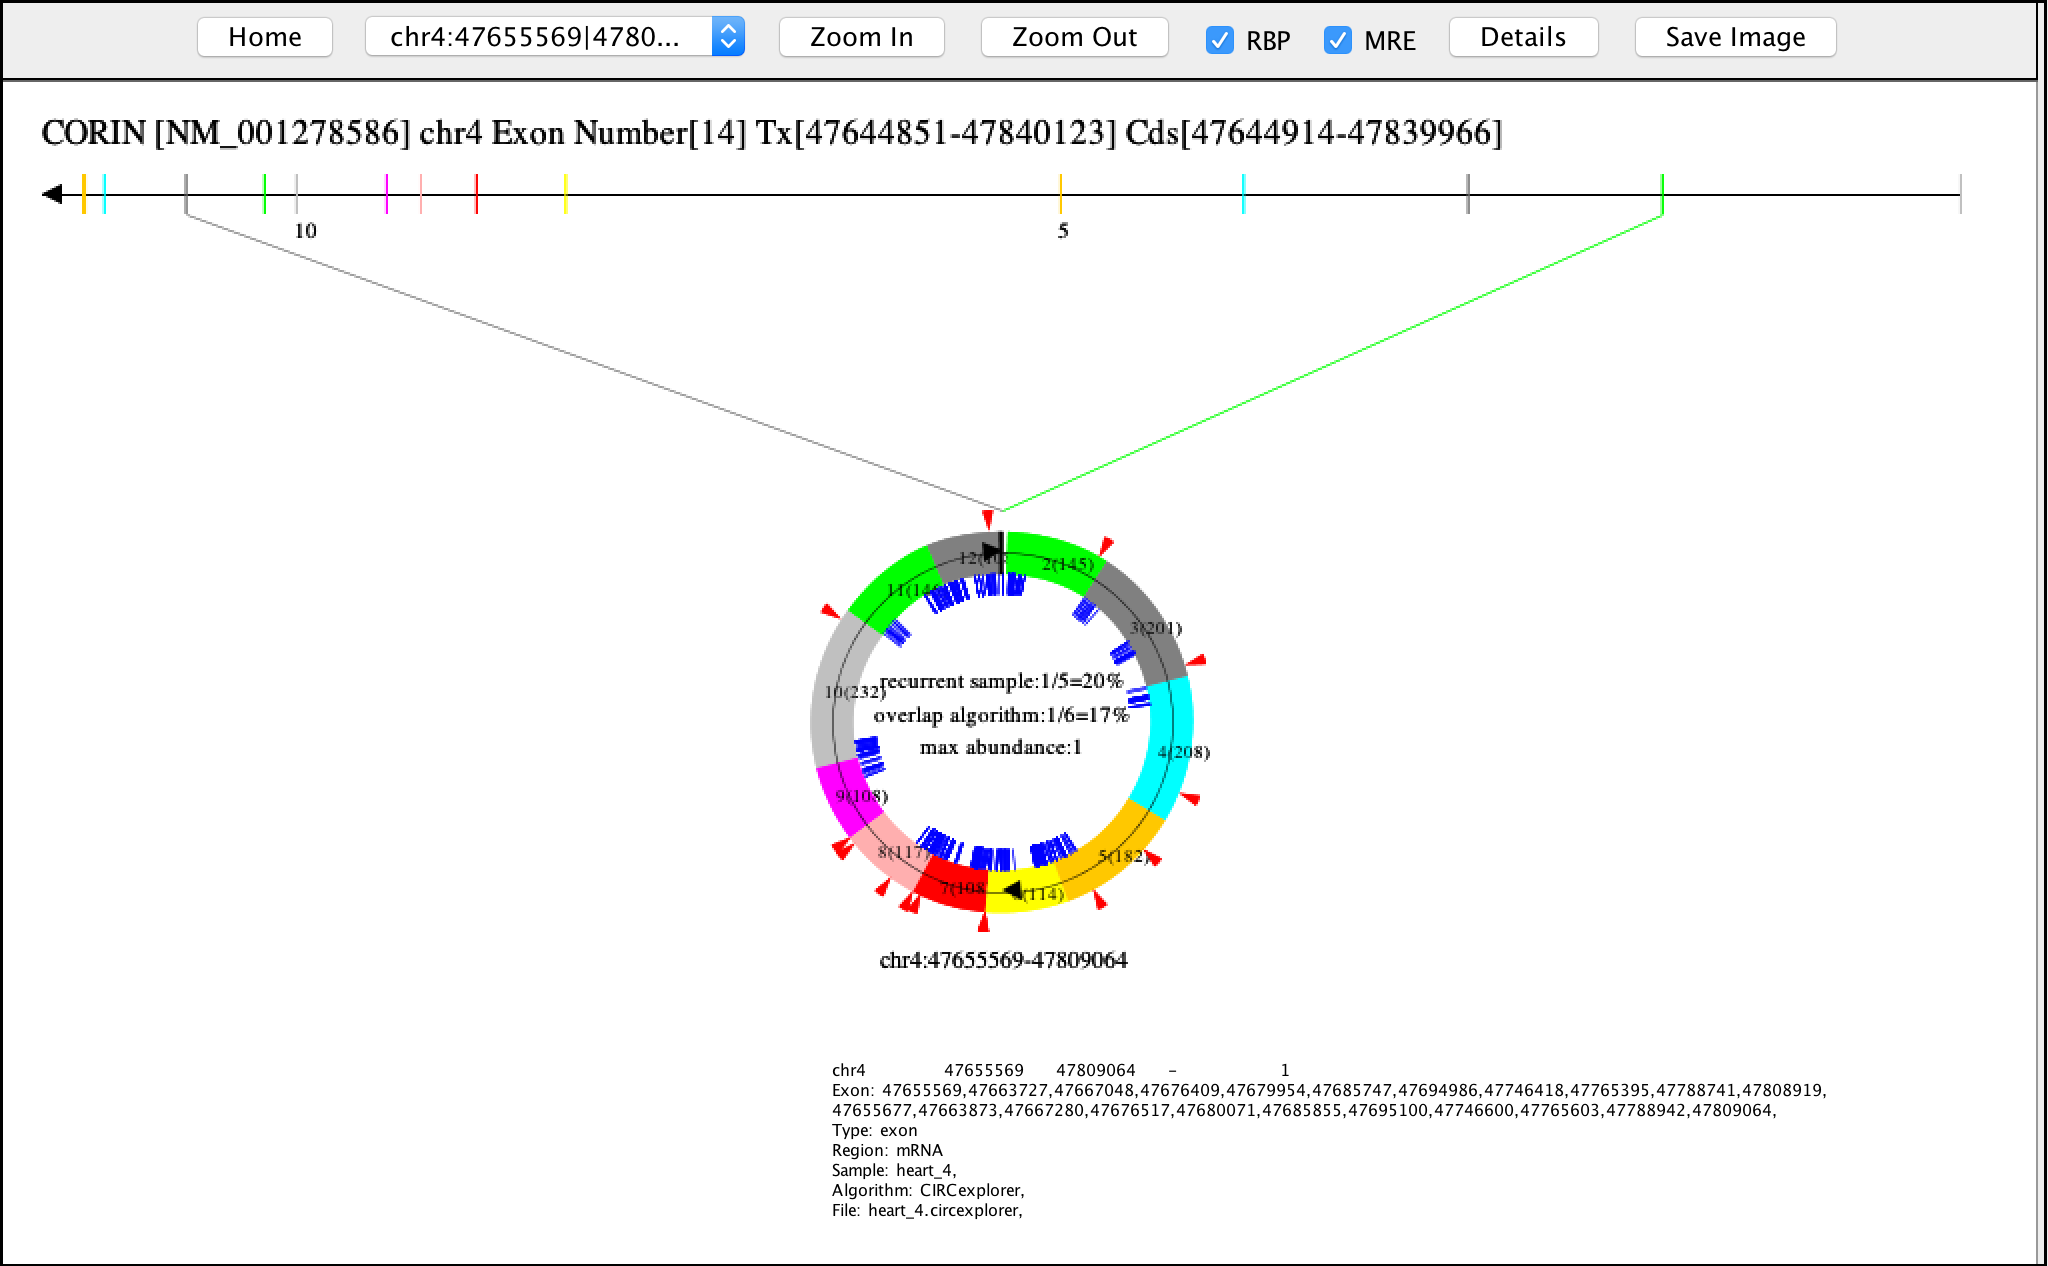 Home chr4:47655569|4780... Zoom In Zoom Out RBP MRE Details Save Image
CORIN [NM_001278586] chr4 Exon Number[14] Tx[47644851-47840123] Cds[47644914-47839966]
10 5
2(145)
11(14
3(201)
recurrent sample:1/5=20%
10(232)
overlap algorithm:1/6=17%
max abundance:1
4(208)
9(108)
8(117)
5(182)
7(108
(114)
chr4:47655569-47809064
chr4 47655569 47809064 - 1
Exon: 47655569,47663727,47667048,47676409,47679954,47685747,47694986,47746418,47765395,47788741,47808919,
47655677,47663873,47667280,47676517,47680071,47685855,47695100,47746600,47765603,47788942,47809064,
Type: exon
Region: mRNA
Sample: heart_4,
Algorithm: CIRCexplorer,
File: heart_4.circexplorer,